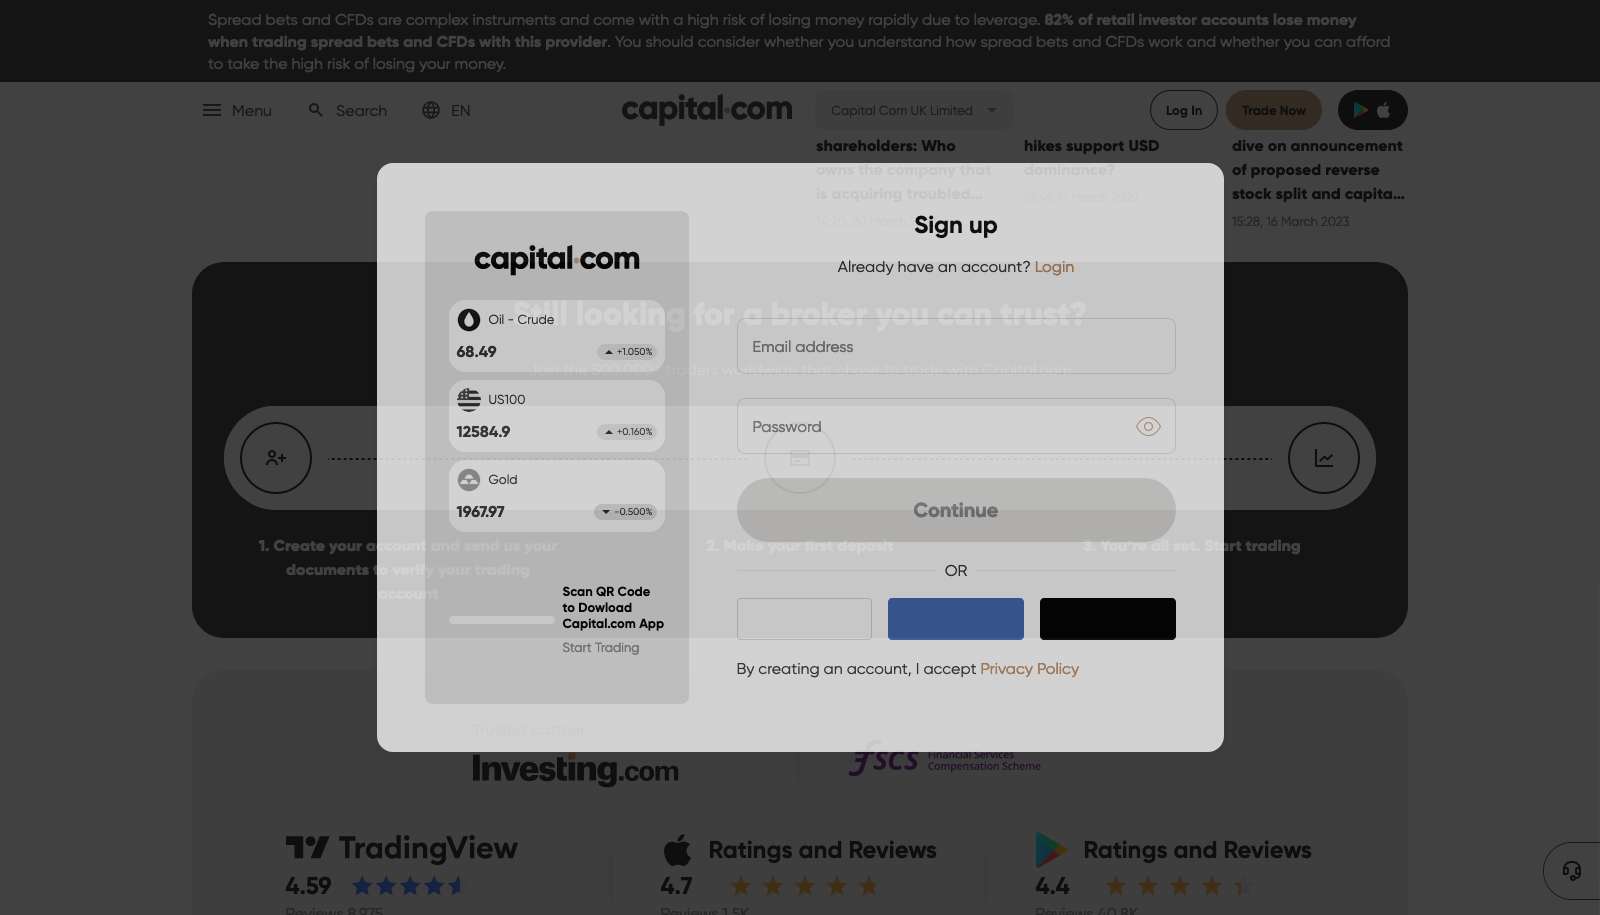 Spread bets and CFDs are complex instruments and come with a high risk of losing money rapidly due to leverage. 82% of retail investor accounts lose money
when trading spread bets and CFDs with this provider. You should consider whether you understand how spread bets and CFDs work and whether you can afford
to take the high risk of losing your money.
Menu
Search
EN
capital.com
Capital Com UK Limited
Log In
Trade Now
shareholders: Who
owns the company that
is acquiring troubled...
14:20, 20 March
hikes support USD
dominance?
18:49, 17 March 2023
dive on announcement
of proposed reverse
stock split and capita...
15:28, 16 March 2023
capital.com
Oil - Crude
68.49
+1.050%
US100
12584.9
+0.160%
Gold
1967.97
-0.500%
Scan QR Code
to Dowload
Capital.com App
Start Trading
Sign up
Already have an account? Login
Email address
Password
Continue
OR
By creating an account, I accept Privacy Policy
Still looking for a broker you can trust?
Join the 500,000+ traders worldwide that chose to trade with Capital.com
1. Create your account and send us your
documents to verify your trading
account
2. Make your first deposit
3. You're all set. Start trading
Trusted partner
Investing.com
fscs
Financial Services
Compensation Scheme
TradingView
4.59
Reviews 8,975
Ratings and Reviews
4.7
Reviews 1.5K
Ratings and Reviews
4.4
Reviews 40.8K